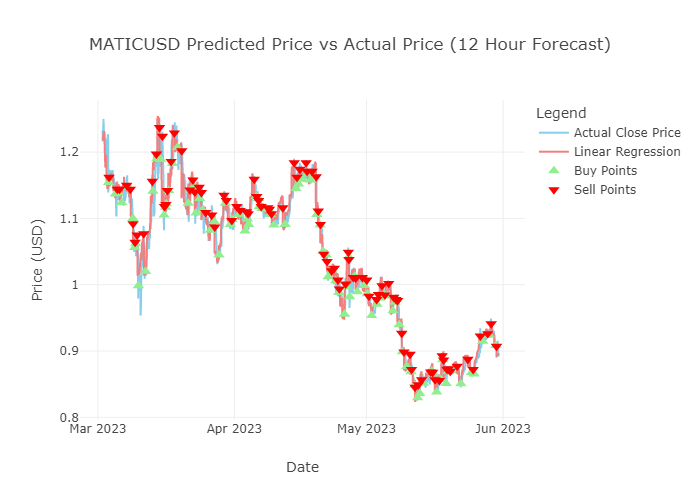 MATICUSD Predicted Price vs Actual Price (12 Hour Forecast)
Legend
Actual Close Price
Linear Regression
Buy Points
Sell Points
Price (USD)
1.2
1.1
1
0.9
0.8
Mar 2023
Apr 2023
May 2023
Jun 2023
Date